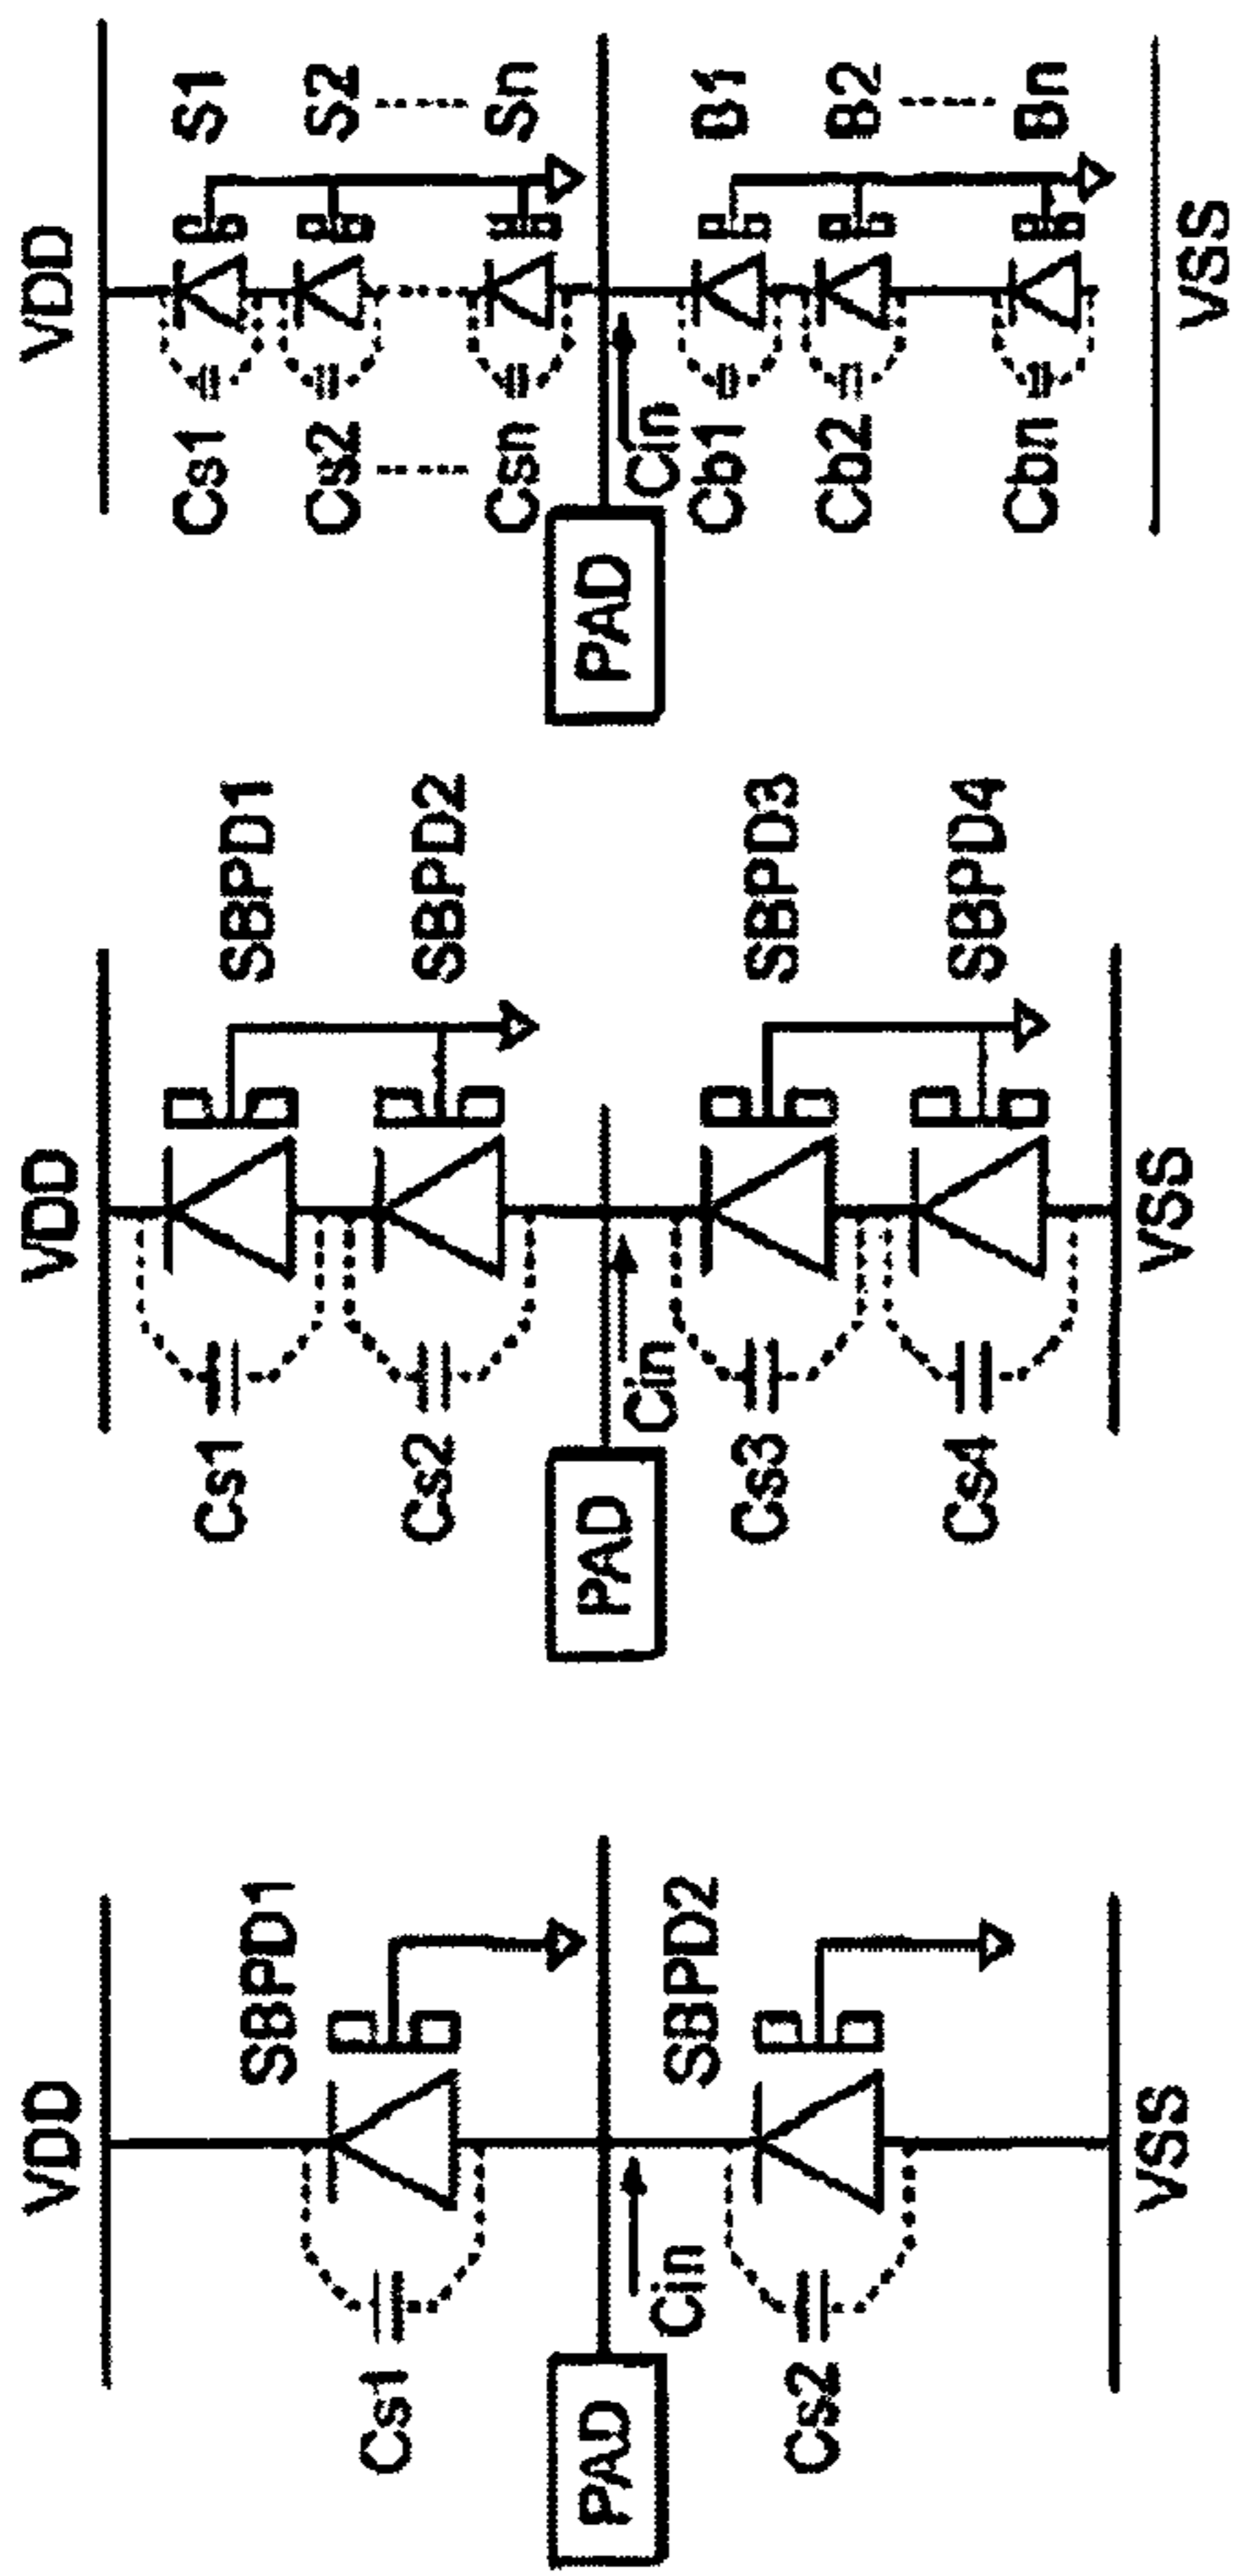 VDD
SBPD1
Cs1
PAD
Cin
SBPD2
Cs2
VSS
VDD
SBPD1
Cs1
SBPD2
Cs2
PAD
Cin
SBPD3
Cs3
SBPD4
Cs4
VSS
VDD
Cs1 S1
Cs2 S2
Csn Sn
PAD
Cin
Cb1 B1
Cb2 B2
Cbn Bn
VSS